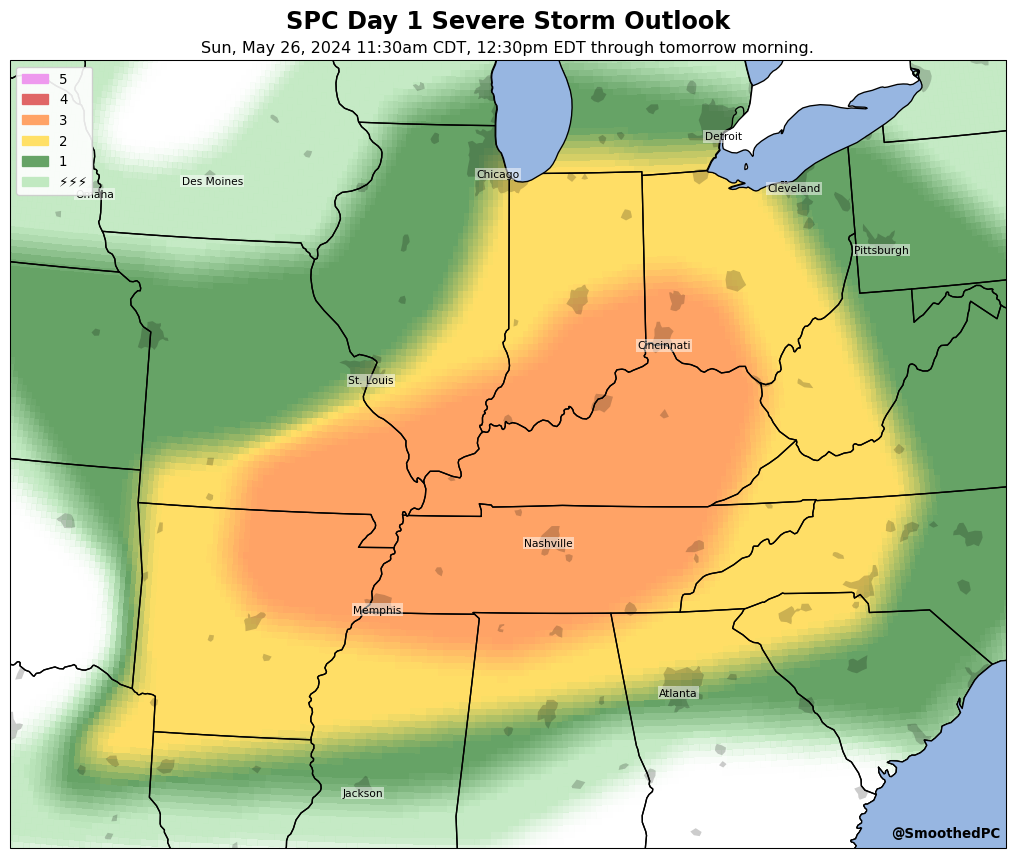 SPC Day 1 Severe Storm Outlook
Sun, May 26, 2024 11:30am CDT, 12:30pm EDT through tomorrow morning.
5
4
3
2
1
⚡⚡⚡
Omaha
Des Moines
Chicago
Detroit
Cleveland
Pittsburgh
Cincinnati
St. Louis
Nashville
Memphis
Atlanta
Jackson
@SmoothedPC